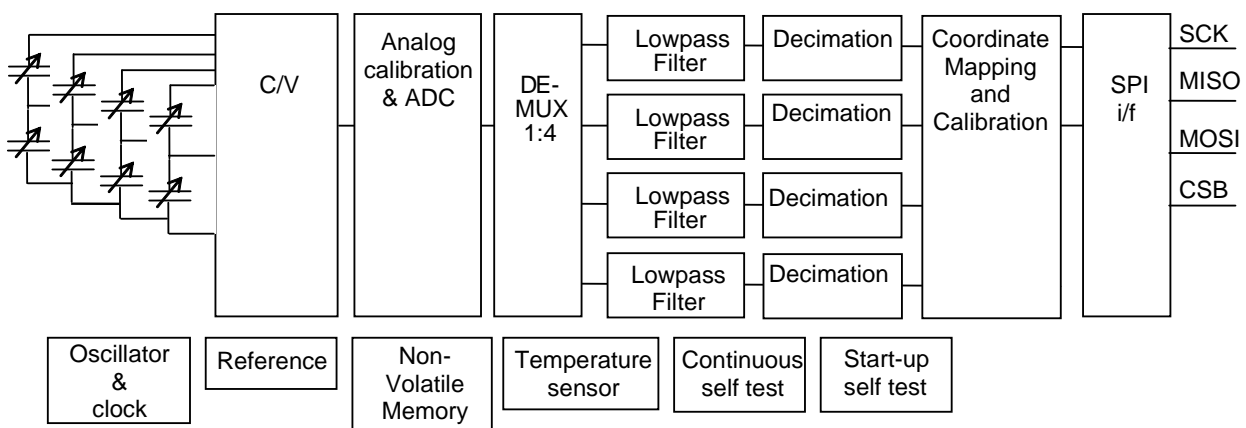 C/V
Analog
calibration
& ADC
DE-
MUX
1:4
Lowpass
Filter
Decimation
Lowpass
Filter
Decimation
Lowpass
Filter
Decimation
Lowpass
Filter
Decimation
Coordinate
Mapping
and
Calibration
SPI
i/f
SCK
MISO
MOSI
CSB
Oscillator
&
clock
Reference
Non-
Volatile
Memory
Temperature
sensor
Continuous
self test
Start-up
self test